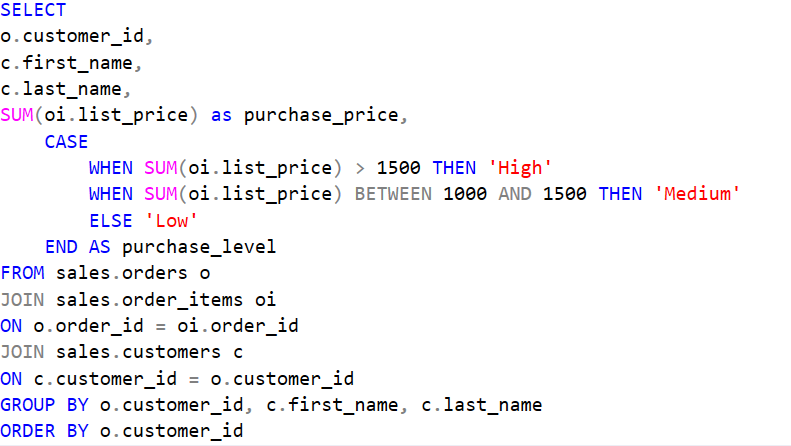 SELECT
o.customer_id,
c.first_name,
c.last_name,
SUM(oi.list_price) as purchase_price,
    CASE
        WHEN SUM(oi.list_price) > 1500 THEN 'High'
        WHEN SUM(oi.list_price) BETWEEN 1000 AND 1500 THEN 'Medium'
        ELSE 'Low'
    END AS purchase_level
FROM sales.orders o
JOIN sales.order_items oi
ON o.order_id = oi.order_id
JOIN sales.customers c
ON c.customer_id = o.customer_id
GROUP BY o.customer_id, c.first_name, c.last_name
ORDER BY o.customer_id